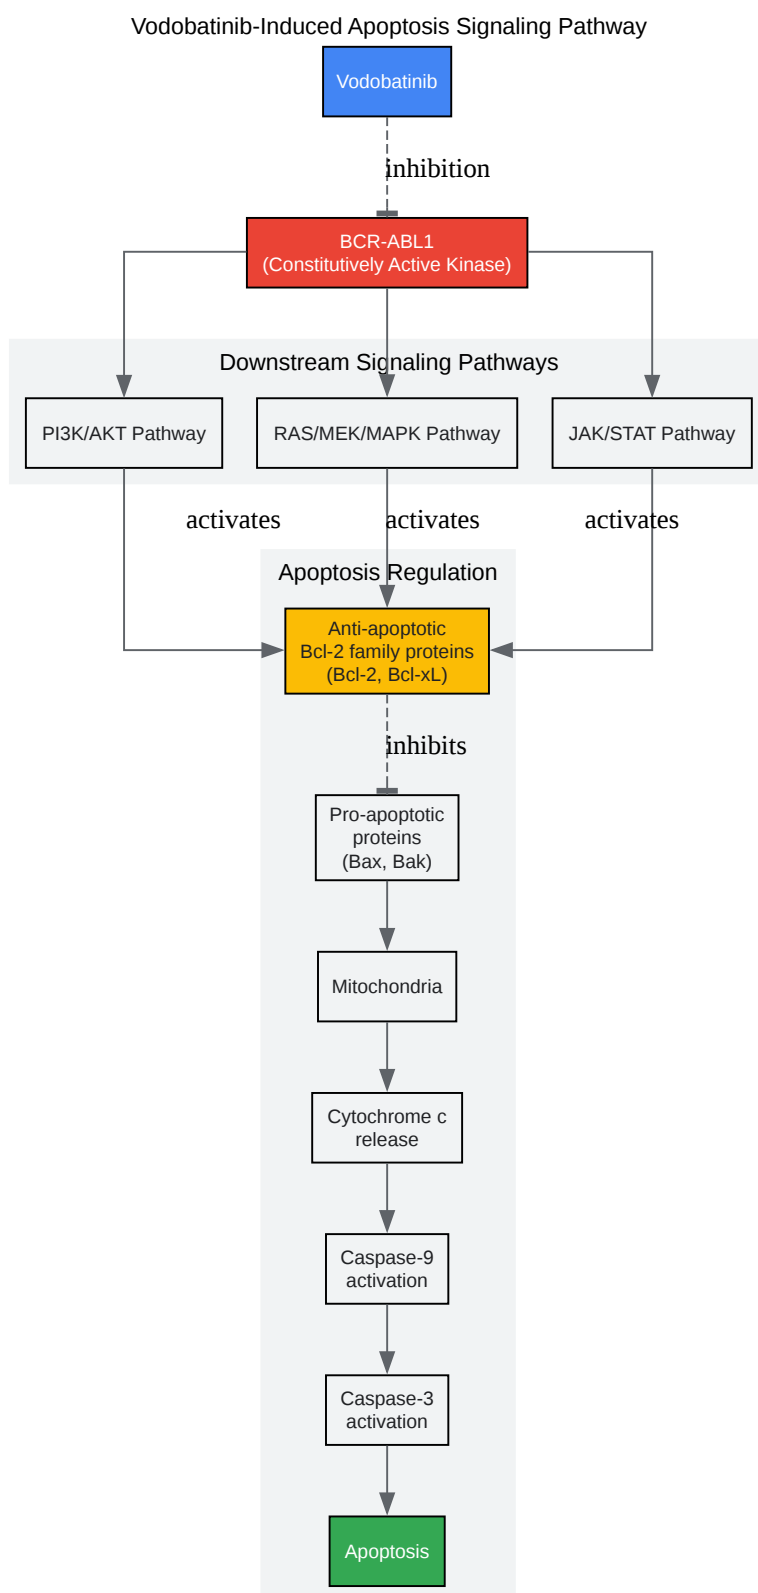 Vodobatinib-Induced Apoptosis Signaling Pathway
Vodobatinib
inhibition
BCR-ABL1
(Constitutively Active Kinase)
Downstream Signaling Pathways
PI3K/AKT Pathway
RAS/MEK/MAPK Pathway
JAK/STAT Pathway
activates
activates
activates
Apoptosis Regulation
Anti-apoptotic
Bcl-2 family proteins
(Bcl-2, Bcl-xL)
inhibits
Pro-apoptotic
proteins
(Bax, Bak)
Mitochondria
Cytochrome c
release
Caspase-9
activation
Caspase-3
activation
Apoptosis